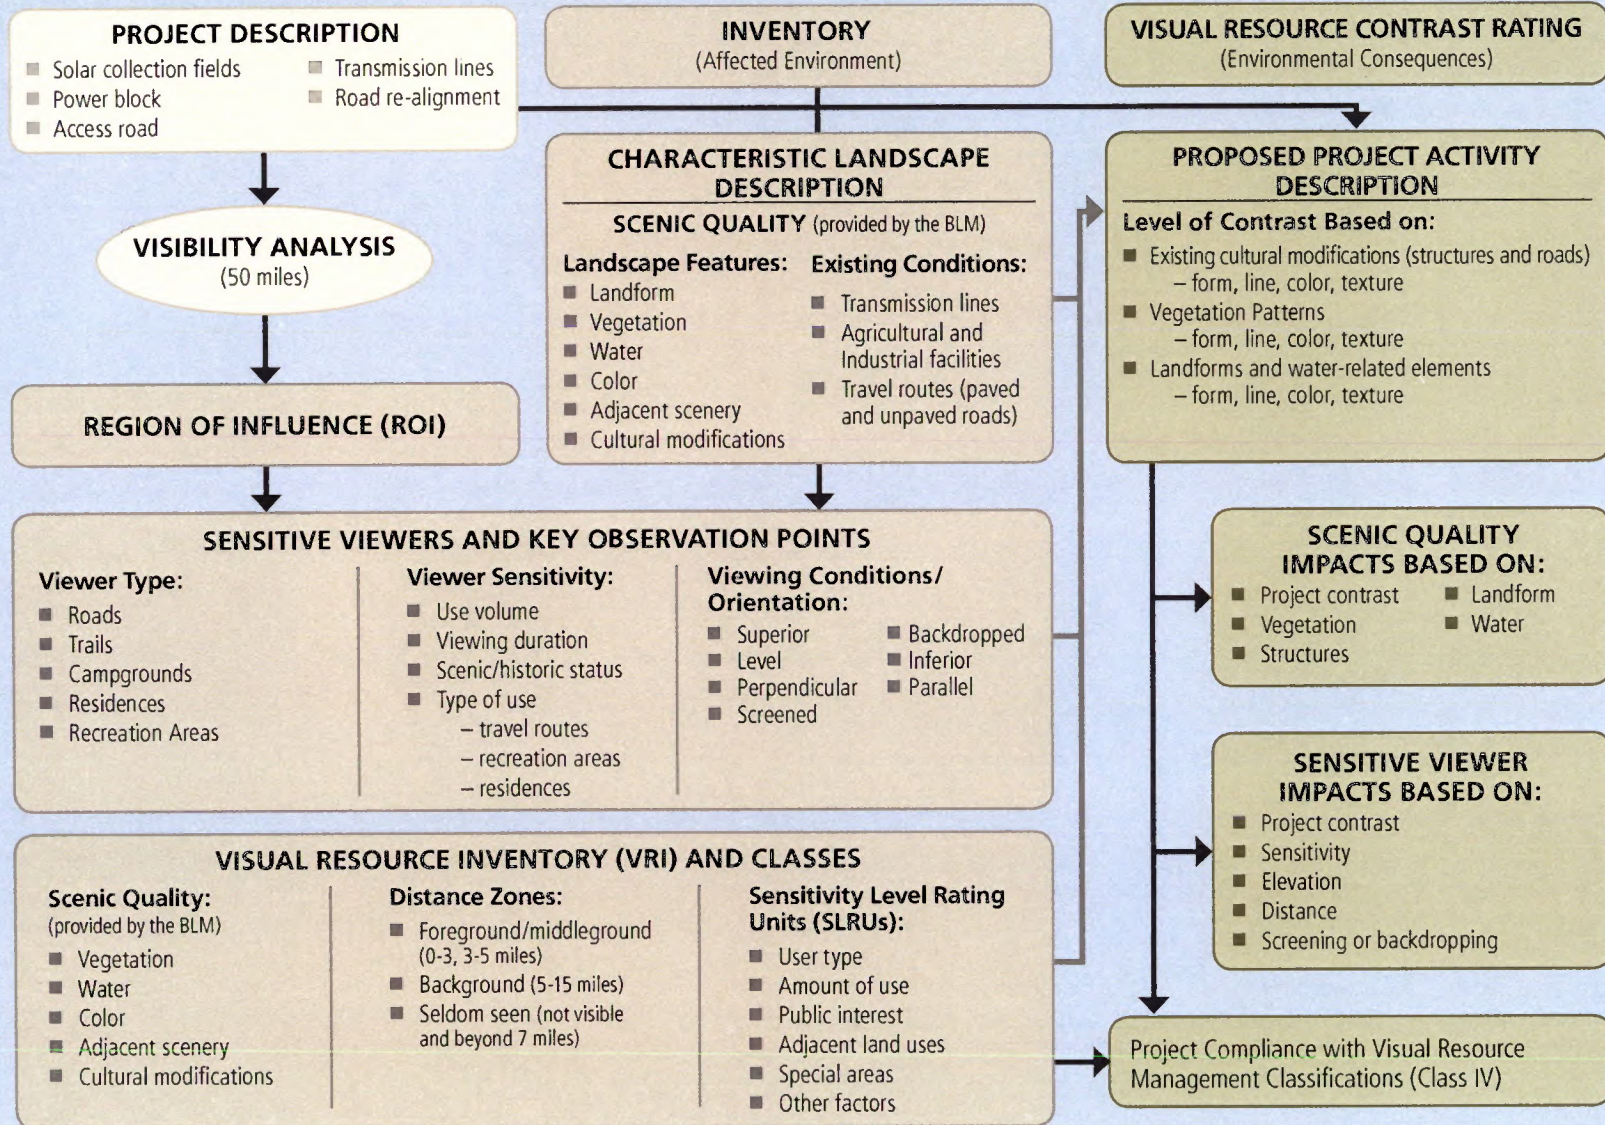 PROJECT DESCRIPTION
■ Solar collection fields
■ Power block
■ Access road
■ Transmission lines
■ Road re-alignment
VISIBILITY ANALYSIS
(50 miles)
REGION OF INFLUENCE (ROI)
INVENTORY
(Affected Environment)
CHARACTERISTIC LANDSCAPE
DESCRIPTION
SCENIC QUALITY (provided by the BLM)
Landscape Features:
■ Landform
■ Vegetation
■ Water
■ Color
■ Adjacent scenery
■ Cultural modifications
Existing Conditions:
■ Transmission lines
■ Agricultural and
Industrial facilities
■ Travel routes (paved
and unpaved roads)
SENSITIVE VIEWERS AND KEY OBSERVATION POINTS
Viewer Type:
■ Roads
■ Trails
■ Campgrounds
■ Residences
■ Recreation Areas
Viewer Sensitivity:
■ Use volume
■ Viewing duration
■ Scenic/historic status
■ Type of use
– travel routes
– recreation areas
– residences
Viewing Conditions/
Orientation:
■ Superior
■ Level
■ Perpendicular
■ Screened
■ Backdropped
■ Inferior
■ Parallel
VISUAL RESOURCE INVENTORY (VRI) AND CLASSES
Scenic Quality:
(provided by the BLM)
■ Vegetation
■ Water
■ Color
■ Adjacent scenery
■ Cultural modifications
Distance Zones:
■ Foreground/middleground
(0-3, 3-5 miles)
■ Background (5-15 miles)
■ Seldom seen (not visible
and beyond 7 miles)
Sensitivity Level Rating
Units (SLRUs):
■ User type
■ Amount of use
■ Public interest
■ Adjacent land uses
■ Special areas
■ Other factors
VISUAL RESOURCE CONTRAST RATING
(Environmental Consequences)
PROPOSED PROJECT ACTIVITY
DESCRIPTION
Level of Contrast Based on:
■ Existing cultural modifications (structures and roads)
– form, line, color, texture
■ Vegetation Patterns
– form, line, color, texture
■ Landforms and water-related elements
– form, line, color, texture
SCENIC QUALITY
IMPACTS BASED ON:
■ Project contrast
■ Vegetation
■ Structures
■ Landform
■ Water
SENSITIVE VIEWER
IMPACTS BASED ON:
■ Project contrast
■ Sensitivity
■ Elevation
■ Distance
■ Screening or backdropping
Project Compliance with Visual Resource
Management Classifications (Class IV)